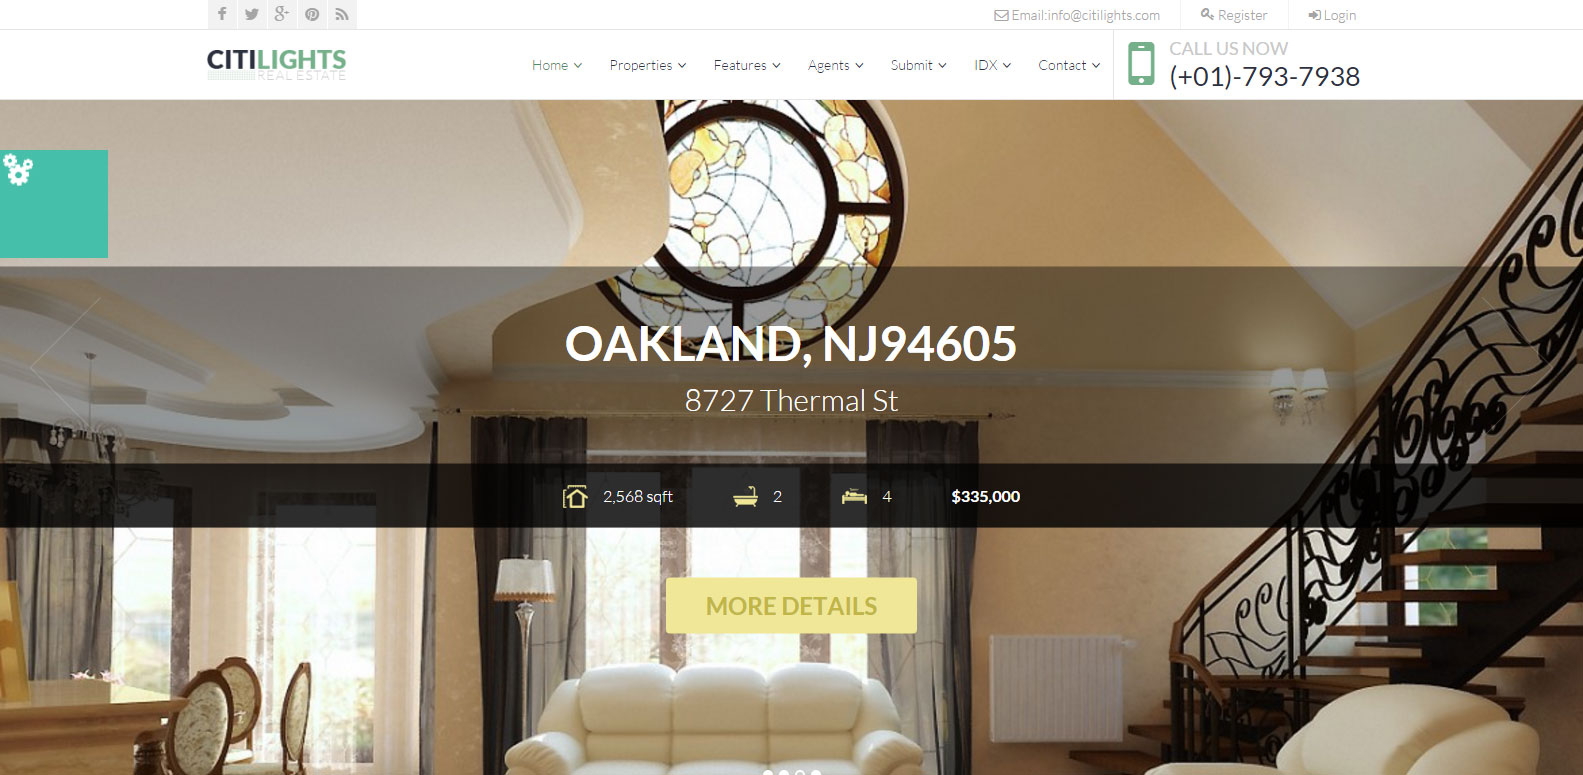 Email:info@citilights.com Register Login
CITILIGHTS
REAL ESTATE
Home Properties Features Agents Submit IDX Contact
CALL US NOW
(+01)-793-7938
OAKLAND, NJ94605
8727 Thermal St
2,568 sqft 2 4 $335,000
MORE DETAILS